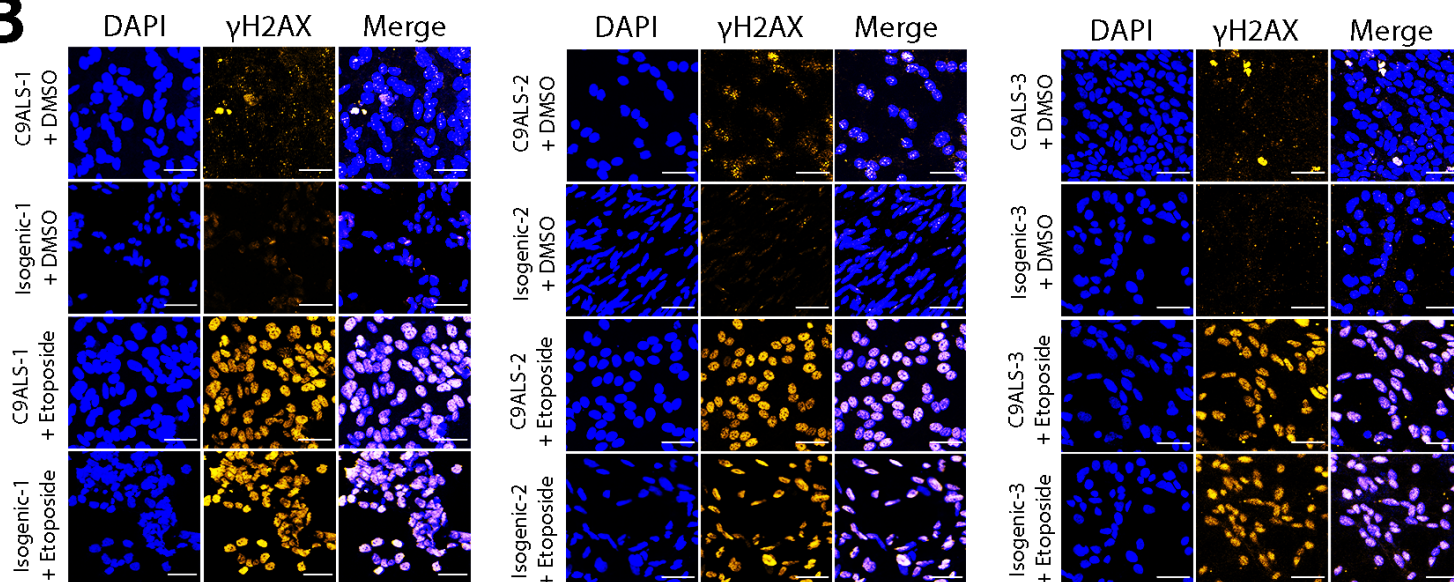 B
DAPI γH2AX Merge
C9ALS-1
+ DMSO
Isogenic-1
+ DMSO
C9ALS-1
+ Etoposide
Isogenic-1
+ Etoposide
DAPI γH2AX Merge
C9ALS-2
+ DMSO
Isogenic-2
+ DMSO
C9ALS-2
+ Etoposide
Isogenic-2
+ Etoposide
DAPI γH2AX Merge
C9ALS-3
+ DMSO
Isogenic-3
+ DMSO
C9ALS-3
+ Etoposide
Isogenic-3
+ Etoposide